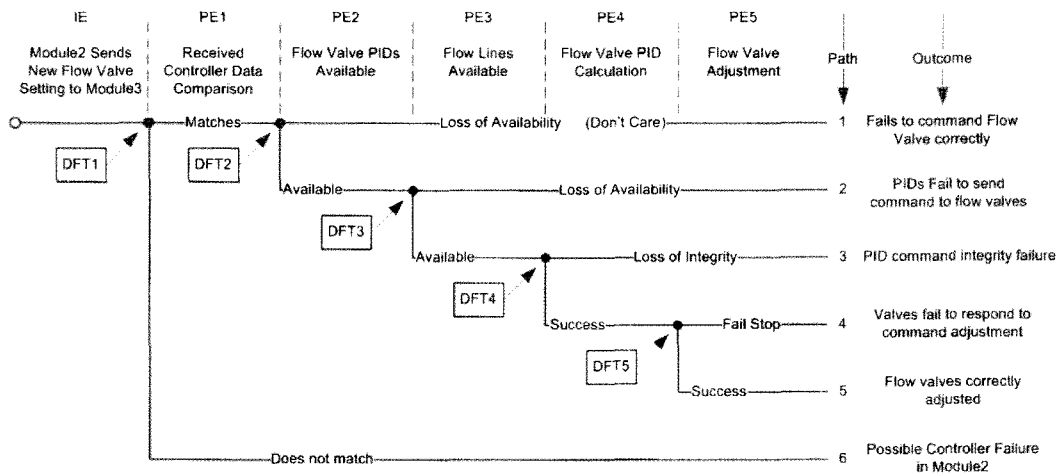 IE PE1 PE2 PE3 PE4 PE5
Module2 Sends
New Flow Valve
Setting to Module3
Received
Controller Data
Comparison
Flow Valve PIDs
Available
Flow Lines
Available
Flow Valve PID
Calculation
Flow Valve
Adjustment
Path
Outcome
Matches
Loss of Availability (Don't Care)
1
Fails to command Flow
Valve correctly
DFT1
DFT2
Available
Loss of Availability
2
PIDs Fail to send
command to flow valves
DFT3
Available
Loss of Integrity
3
PID command integrity failure
DFT4
Success
Fail Stop
4
Valves fail to respond to
command adjustment
DFT5
Success
5
Flow valves correctly
adjusted
Does not match
6
Possible Controller Failure
in Module2